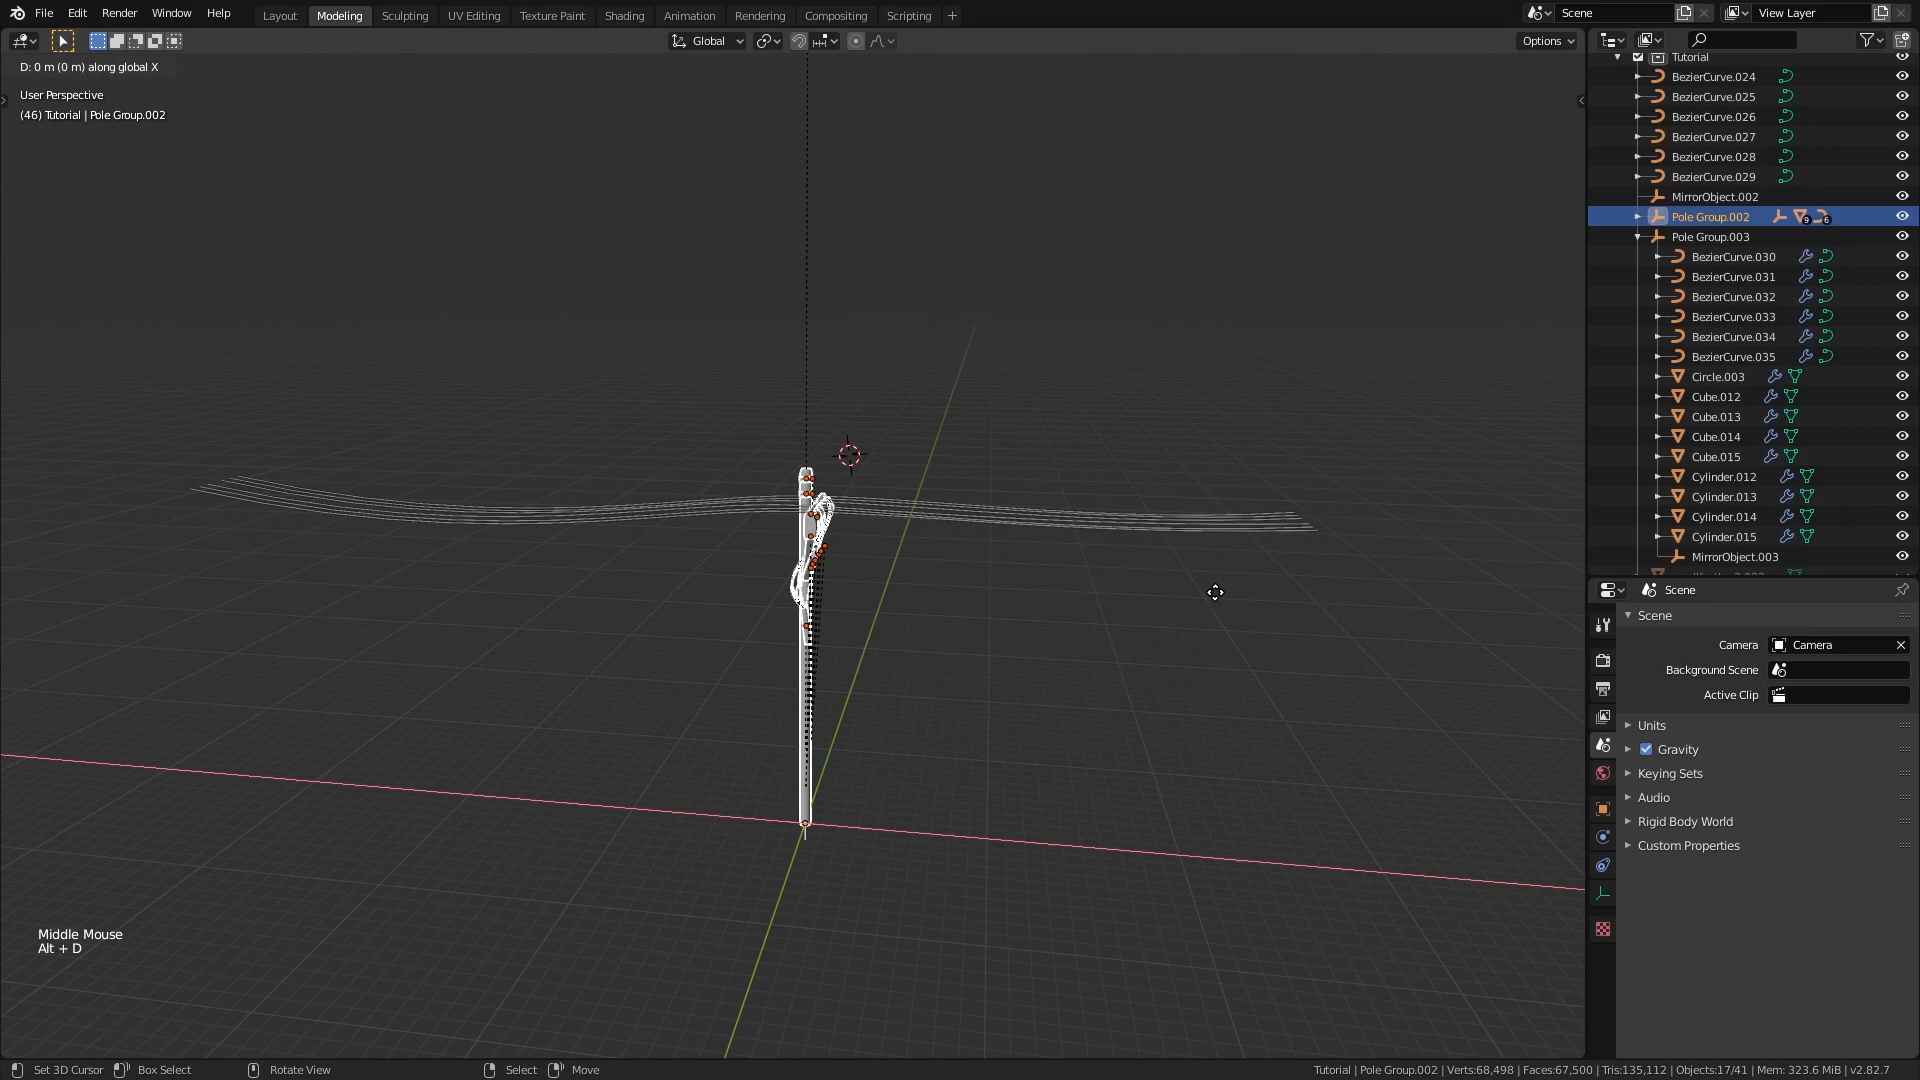 File Edit Render Window Help
Layout Modeling Sculpting UV Editing Texture Paint Shading Animation Rendering Compositing Scripting +
Scene
View Layer
Global
Options
D: 0 m (0 m) along global X
User Perspective
(46) Tutorial | Pole Group.002
Tutorial
BezierCurve.024
BezierCurve.025
BezierCurve.026
BezierCurve.027
BezierCurve.028
BezierCurve.029
MirrorObject.002
Pole Group.002 9 6
Pole Group.003
BezierCurve.030
BezierCurve.031
BezierCurve.032
BezierCurve.033
BezierCurve.034
BezierCurve.035
Circle.003
Cube.012
Cube.013
Cube.014
Cube.015
Cylinder.012
Cylinder.013
Cylinder.014
Cylinder.015
MirrorObject.003
Scene
Scene
Camera Camera
Background Scene
Active Clip
Units
Gravity
Keying Sets
Audio
Rigid Body World
Custom Properties
Middle Mouse
Alt + D
Set 3D Cursor Box Select Rotate View Select Move
Tutorial | Pole Group.002 | Verts:68,498 | Faces:67,500 | Tris:135,112 | Objects:17/41 | Mem: 323.6 MiB | v2.82.7